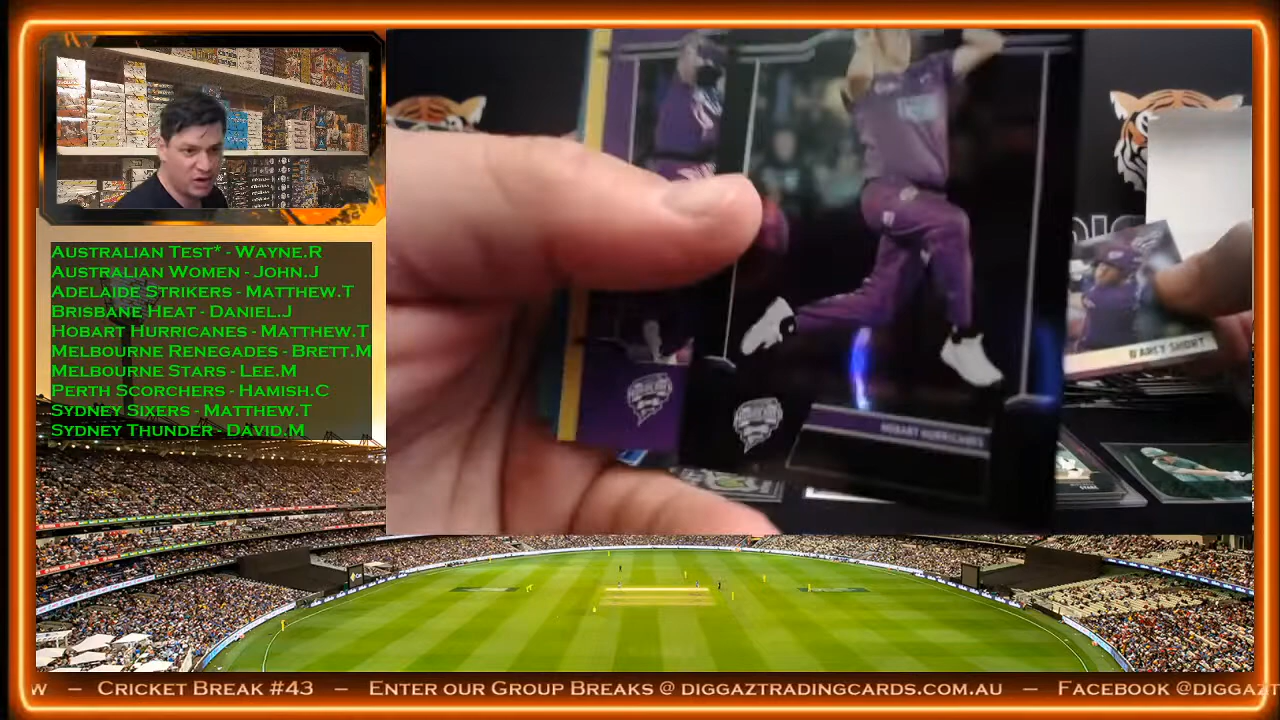 AUSTRALIAN TEST* - WAYNE.R
AUSTRALIAN WOMEN - JOHN.J
ADELAIDE STRIKERS - MATTHEW.T
BRISBANE HEAT - DANIEL.J
HOBART HURRICANES - MATTHEW.T
MELBOURNE RENEGADES - BRETT.M
MELBOURNE STARS - LEE.M
PERTH SCORCHERS - HAMISH.C
SYDNEY SIXERS - MATTHEW.T
SYDNEY THUNDER - DAVID.M
D'ARCY SHORT
HOBART HURRICANES
W – CRICKET BREAK #43 – ENTER OUR GROUP BREAKS @ DIGGAZTRADINGCARDS.COM.AU – FACEBOOK @DIGGAZT